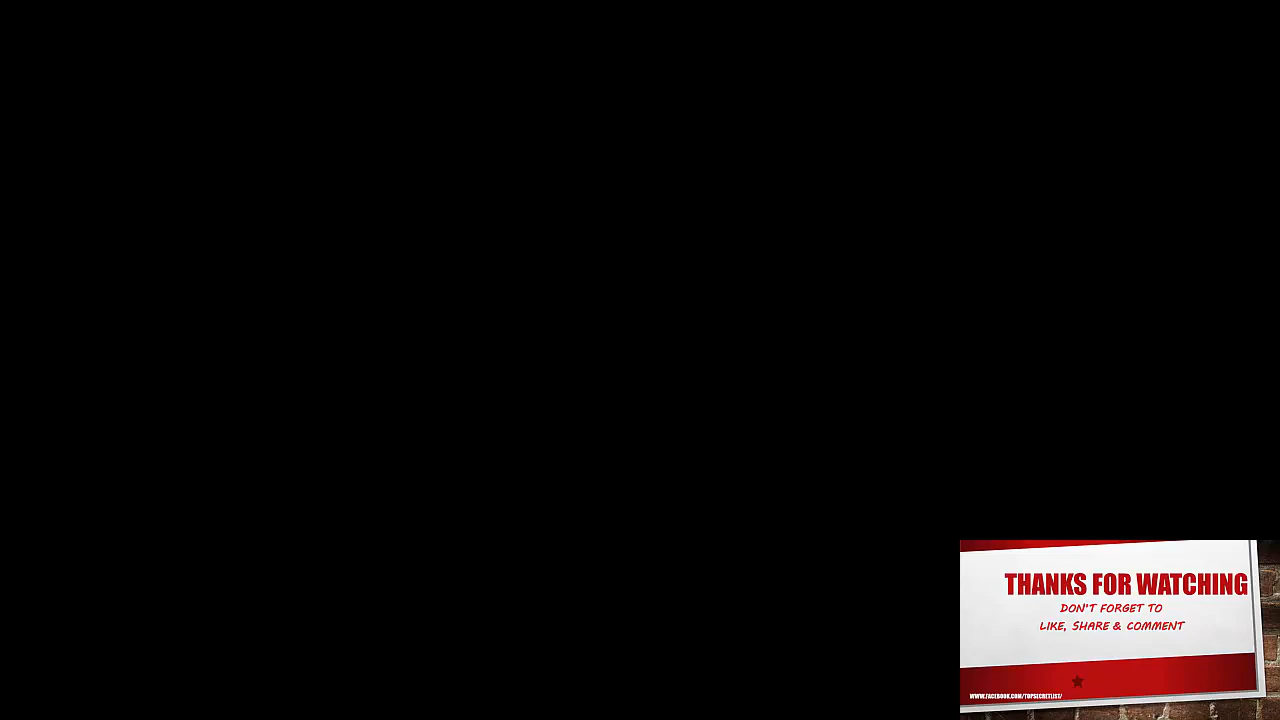 THANKS FOR WATCHING
DON'T FORGET TO
LIKE, SHARE & COMMENT
WWW.FACEBOOK.COM/TOPSECRETLIST/